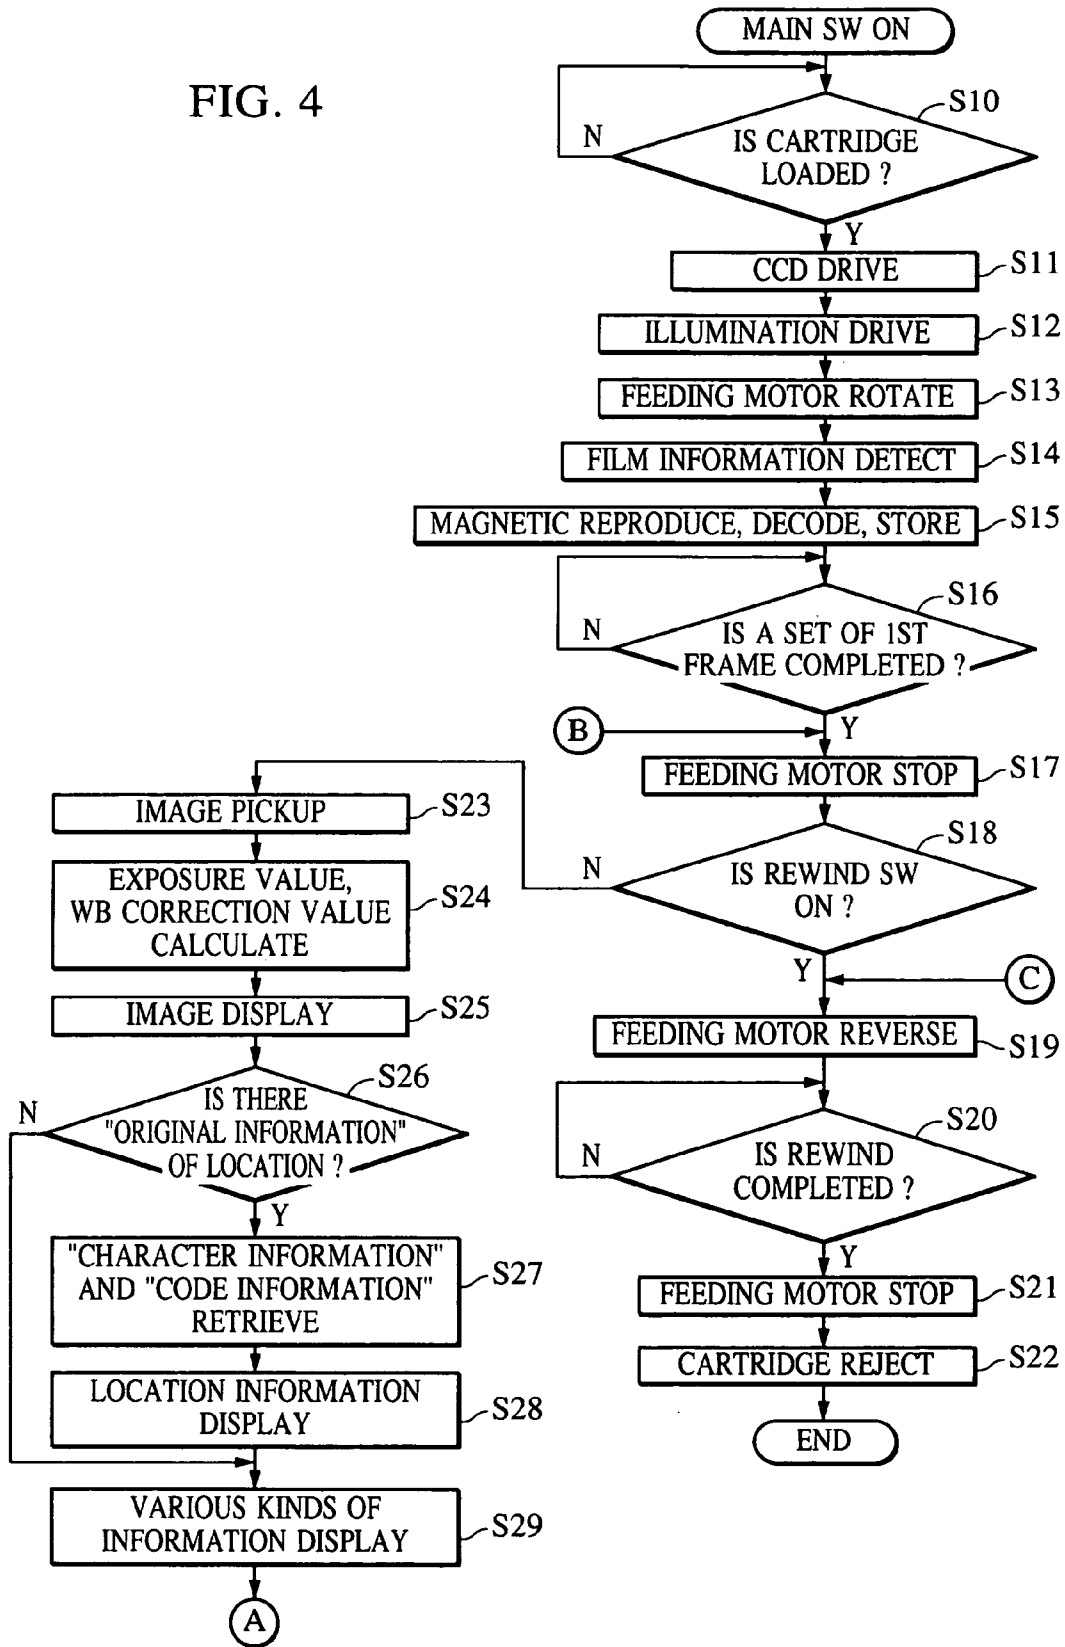 FIG. 4
MAIN SW ON
S10
IS CARTRIDGE
LOADED ?
N
Y
CCD DRIVE
S11
ILLUMINATION DRIVE
S12
FEEDING MOTOR ROTATE
S13
FILM INFORMATION DETECT
S14
MAGNETIC REPRODUCE, DECODE, STORE
S15
S16
IS A SET OF 1ST
FRAME COMPLETED ?
N
Y
B
FEEDING MOTOR STOP
S17
S18
IS REWIND SW
ON ?
N
Y
C
FEEDING MOTOR REVERSE
S19
S20
IS REWIND
COMPLETED ?
N
Y
FEEDING MOTOR STOP
S21
CARTRIDGE REJECT
S22
END
IMAGE PICKUP
S23
EXPOSURE VALUE,
WB CORRECTION VALUE
CALCULATE
S24
IMAGE DISPLAY
S25
S26
IS THERE
"ORIGINAL INFORMATION"
OF LOCATION ?
N
Y
"CHARACTER INFORMATION"
AND "CODE INFORMATION"
RETRIEVE
S27
LOCATION INFORMATION
DISPLAY
S28
VARIOUS KINDS OF
INFORMATION DISPLAY
S29
A